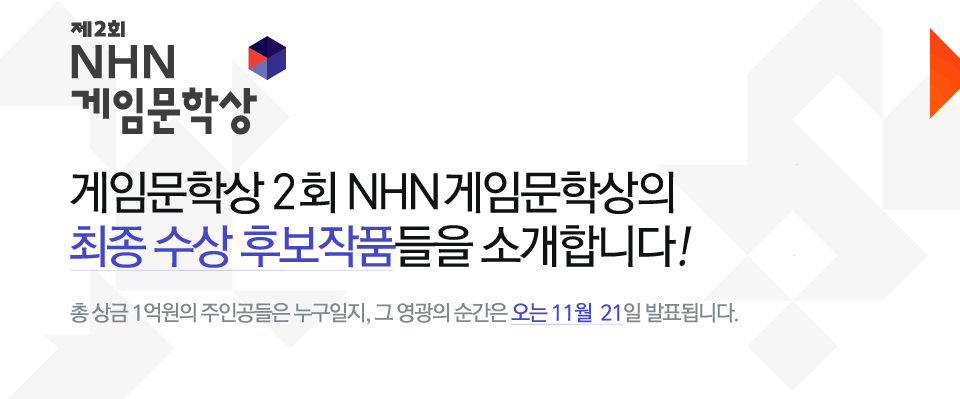 제2회
NHN
게임문학상
게임문학상 2회 NHN게임문학상의
최종 수상 후보작품들을 소개합니다!
총 상금 1억원의 주인공들은 누구일지, 그 영광의 순간은 오는 11월 21일 발표됩니다.